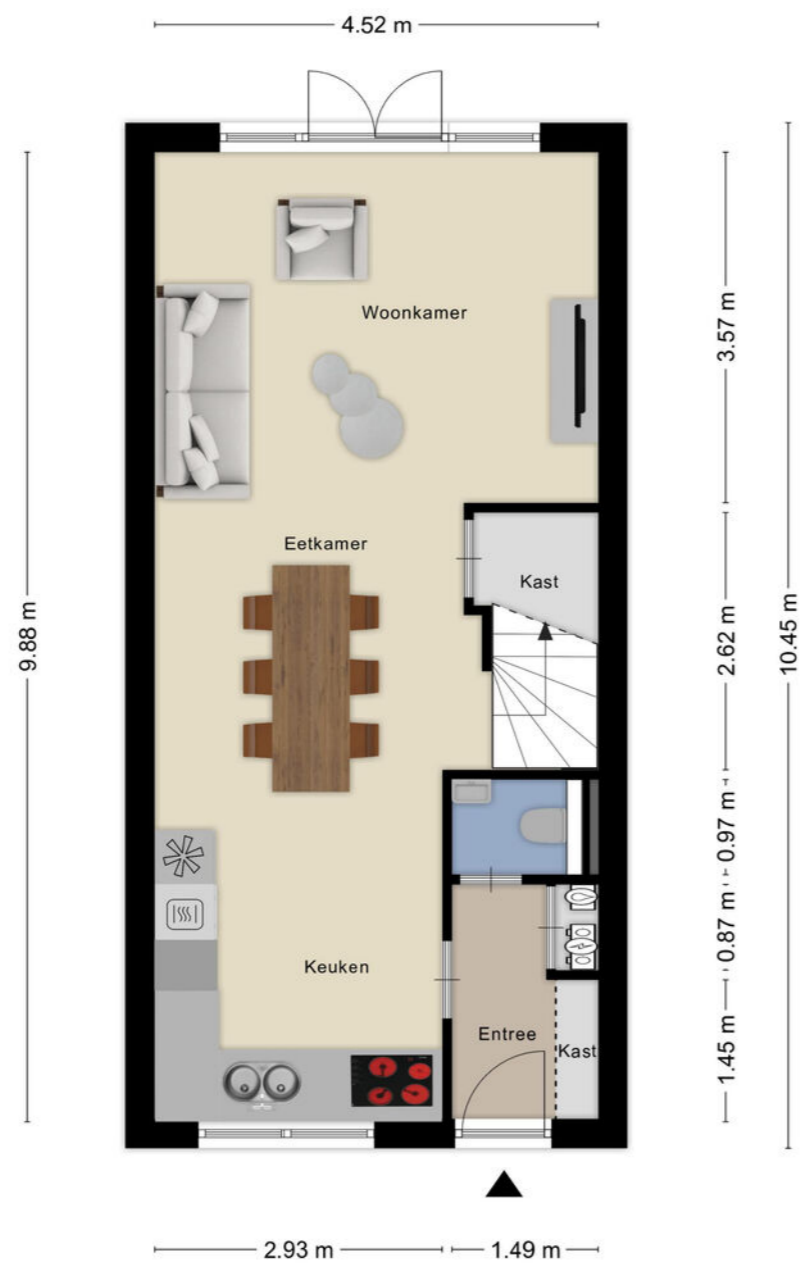 4.52 m
Woonkamer
3.57 m
Eetkamer
Kast
9.88 m
2.62 m
10.45 m
0.97 m
0.87 m
Keuken
Entree
Kast
1.45 m
2.93 m
1.49 m